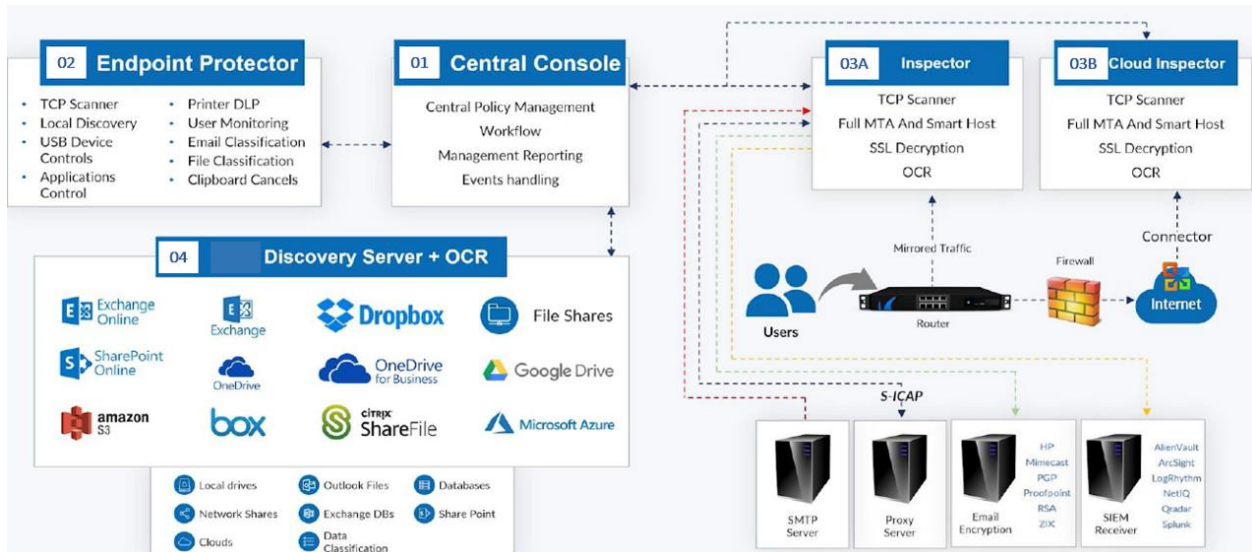 02 Endpoint Protector
• TCP Scanner
• Local Discovery
• USB Device
Controls
• Applications
Control
• Printer DLP
• User Monitoring
• Email Classification
• File Classification
• Clipboard Cancels
01 Central Console
Central Policy Management
Workflow
Management Reporting
Events handling
03A Inspector
TCP Scanner
Full MTA And Smart Host
SSL Decryption
OCR
03B Cloud Inspector
TCP Scanner
Full MTA And Smart Host
SSL Decryption
OCR
04 Discovery Server + OCR
Exchange
Online
Exchange
Dropbox
File Shares
SharePoint
Online
OneDrive
OneDrive
for Business
Google Drive
amazon
S3
box
CITRIX
ShareFile
Microsoft Azure
Local drives
Outlook Files
Databases
Network Shares
Exchange DBs
Share Point
Clouds
Data
Classification
Users
Mirrored Traffic
Router
Firewall
Connector
Internet
S-ICAP
SMTP
Server
Proxy
Server
Email
Encryption
HP
Mimecast
PGP
Proofpoint
RSA
ZIX
SIEM
Receiver
AlienVault
ArcSight
LogRhythm
NetIQ
Qradar
Splunk